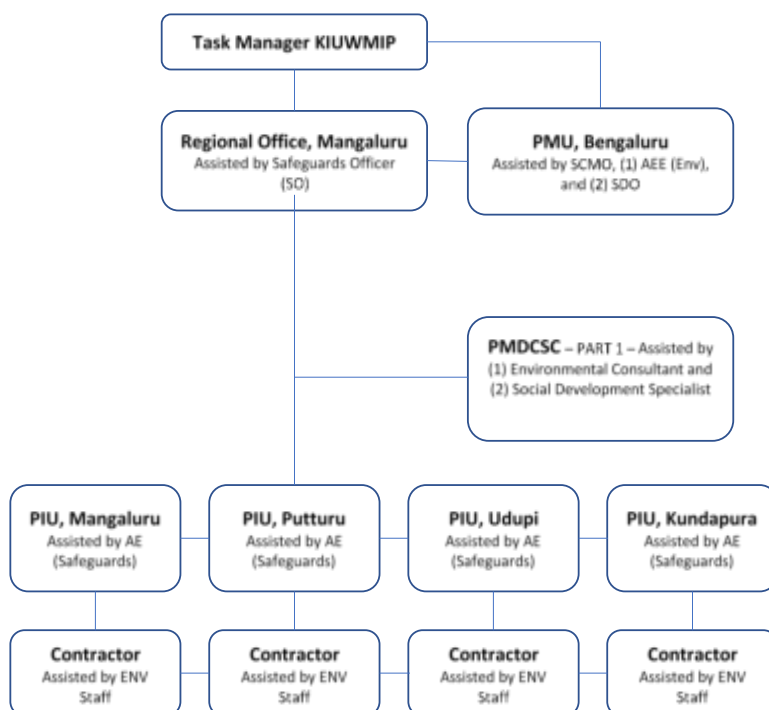 Task Manager KIUWMIP
Regional Office, Mangaluru
Assisted by Safeguards Officer
(SO)
PMU, Bengaluru
Assisted by SCMO, (1) AEE (Env),
and (2) SDO
PMDCSC – PART 1 – Assisted by
(1) Environmental Consultant and
(2) Social Development Specialist
PIU, Mangaluru
Assisted by AE
(Safeguards)
PIU, Putturu
Assisted by AE
(Safeguards)
PIU, Udupi
Assisted by AE
(Safeguards)
PIU, Kundapura
Assisted by AE
(Safeguards)
Contractor
Assisted by ENV
Staff
Contractor
Assisted by ENV
Staff
Contractor
Assisted by ENV
Staff
Contractor
Assisted by ENV
Staff